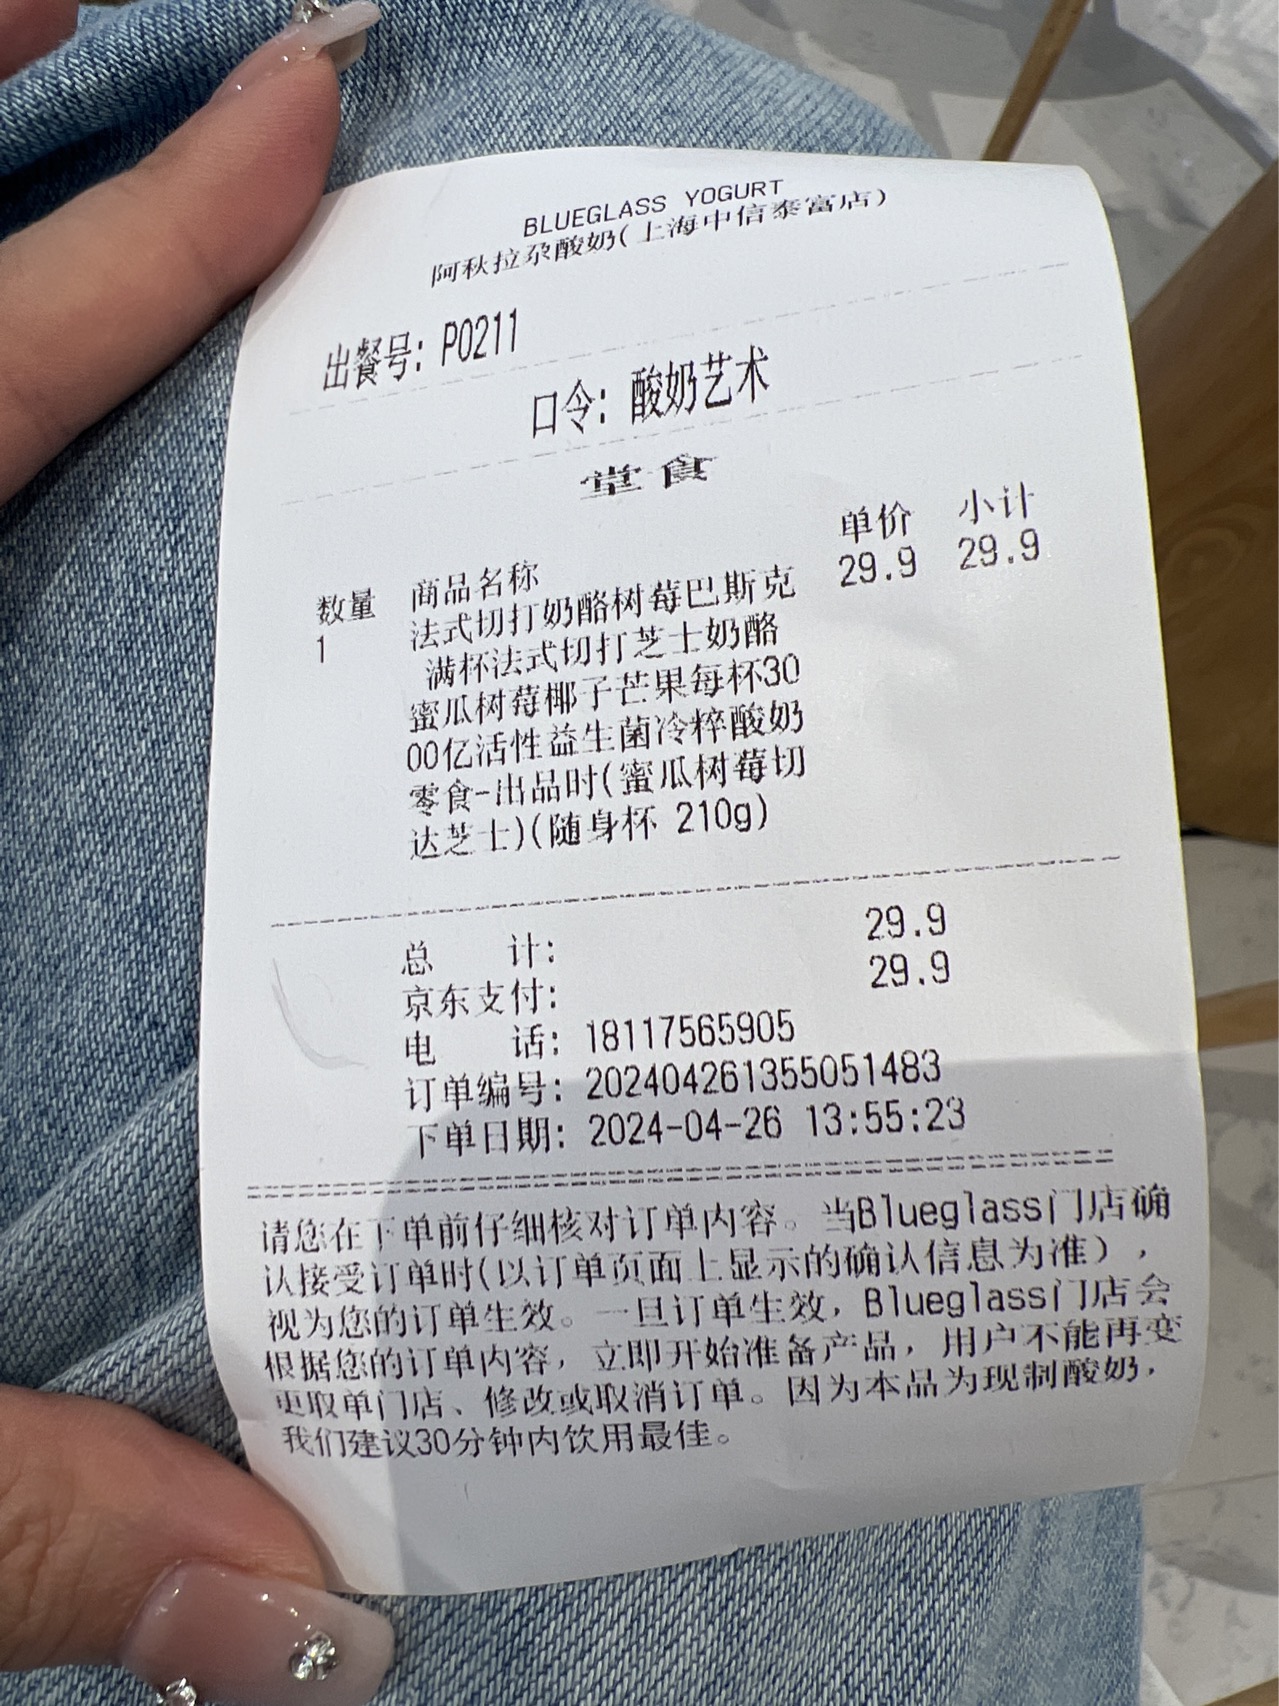 BLUEGLASS YOGURT
阿秋拉尕酸奶(上海中信泰富店)
出餐号: P0211
口令: 酸奶艺术
堂食
数量 商品名称 单价 小计
1 法式切打奶酪树莓巴斯克 29.9 29.9
满杯法式切打芝士奶酪
蜜瓜树莓椰子芒果每杯30
00亿活性益生菌冷粹酸奶
零食-出品时(蜜瓜树莓切
达芝士)(随身杯 210g)
总 计: 29.9
京东支付: 29.9
电 话: 18117565905
订单编号: 202404261355051483
下单日期: 2024-04-26 13:55:23
请您在下单前仔细核对订单内容。当Blueglass门店确
认接受订单时(以订单页面上显示的确认信息为准),
视为您的订单生效。一旦订单生效,Blueglass门店会
根据您的订单内容,立即开始准备产品,用户不能再变
更取单门店、修改或取消订单。因为本品为现制酸奶,
我们建议30分钟内饮用最佳。